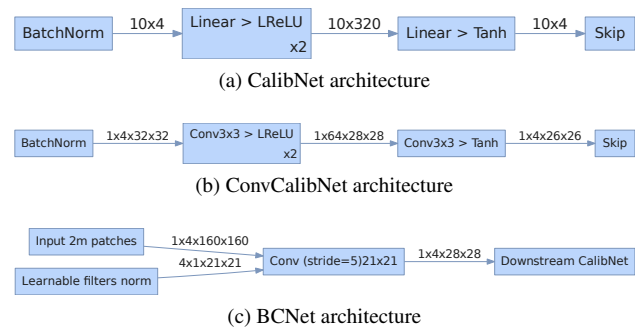 BatchNorm 10x4 Linear > LReLU x2 10x320 Linear > Tanh 10x4 Skip
(a) CalibNet architecture
BatchNorm 1x4x32x32 Conv3x3 > LReLU x2 1x64x28x28 Conv3x3 > Tanh 1x4x26x26 Skip
(b) ConvCalibNet architecture
Input 2m patches 1x4x160x160
Learnable filters norm 4x1x21x21
Conv (stride=5)21x21 1x4x28x28 Downstream CalibNet
(c) BCNet architecture